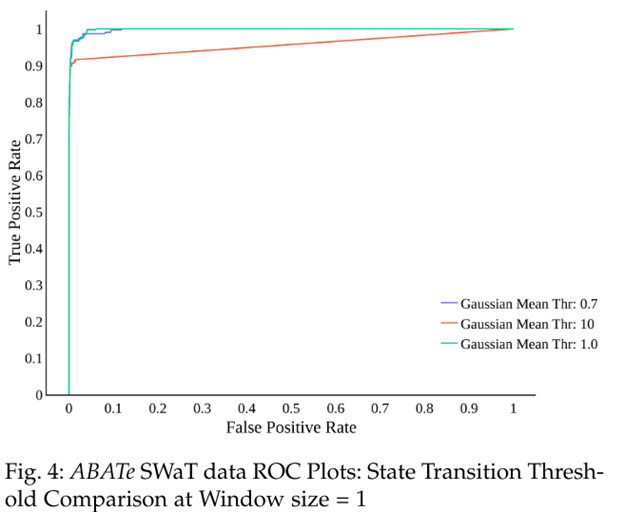 1
0.9
0.8
0.7
0.6
0.5
0.4
0.3
0.2
0.1
0
True Positive Rate
0 0.1 0.2 0.3 0.4 0.5 0.6 0.7 0.8 0.9 1
False Positive Rate
Gaussian Mean Thr: 0.7
Gaussian Mean Thr: 10
Gaussian Mean Thr: 1.0
Fig. 4: ABATe SWaT data ROC Plots: State Transition Thresh-
old Comparison at Window size = 1